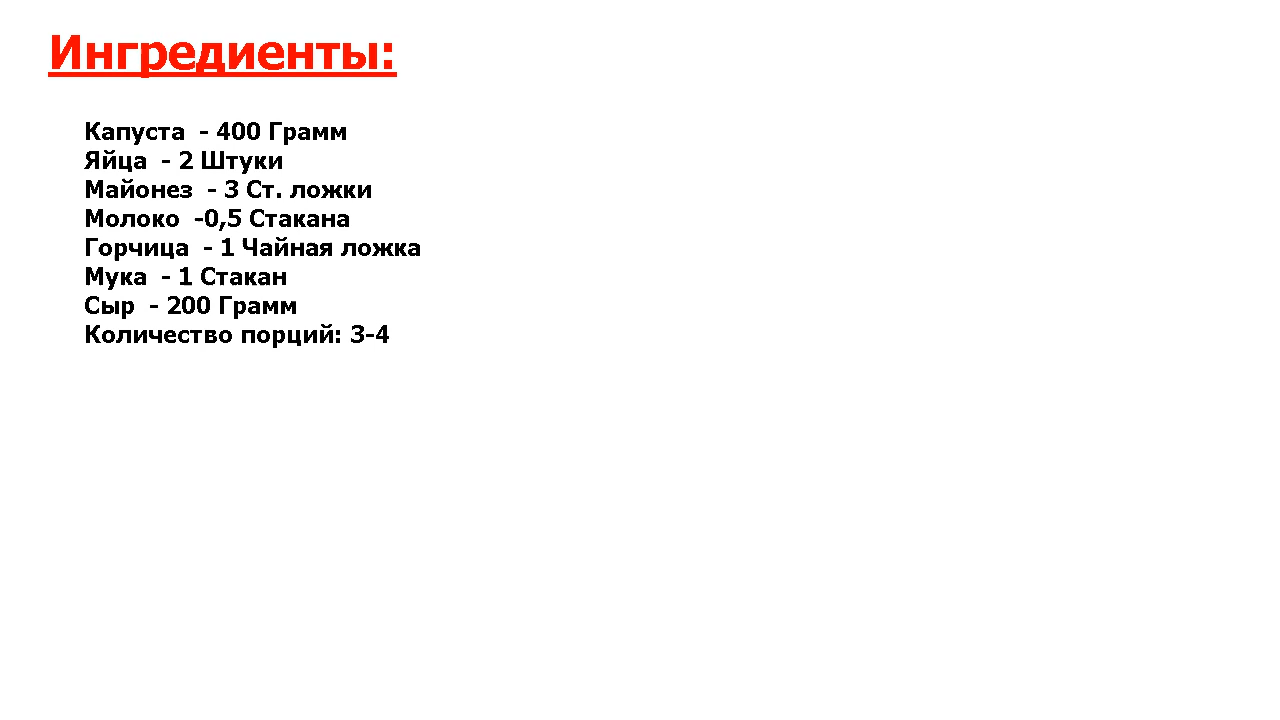 Ингредиенты:
Капуста - 400 Грамм
Яйца - 2 Штуки
Майонез - 3 Ст. ложки
Молоко -0,5 Стакана
Горчица - 1 Чайная ложка
Мука - 1 Стакан
Сыр - 200 Грамм
Количество порций: 3-4